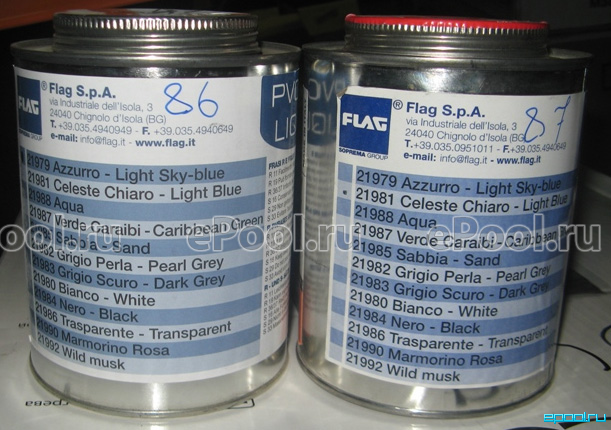 86
FLAG
® Flag S.p.A.
via Industriale dell'Isola, 3
24040 Chignolo d'Isola (BG)
T. +39.035.4940949 - F. +39.035.4940649
e-mail: info@flag.it - www.flag.it
PVC
LIQ
21979 Azzurro - Light Sky-blue
21981 Celeste Chiaro - Light Blue
21988 Aqua
21987 Verde Caraibi - Caribbean Green
Sabbia - Sand
21982 Grigio Perla - Pearl Grey
21983 Grigio Scuro - Dark Grey
21980 Bianco - White
21984 Nero - Black
21986 Trasparente - Transparent
21990 Marmorino Rosa
21992 Wild musk
87
FLAG
SOPREMA GROUP
® Flag S.p.A.
via Industriale dell'Isola, 3
24040 Chignolo d'Isola (BG)
T.+39.035.0951011 - F.+39.035.4940649
e-mail: info@flag.it - www.flag.it
21979 Azzurro - Light Sky-blue
21981 Celeste Chiaro - Light Blue
21988 Aqua
21987 Verde Caraibi - Caribbean
21985 Sabbia - Sand
21982 Grigio Perla - Pearl Grey
21983 Grigio Scuro - Dark Grey
21980 Bianco - White
21984 Nero - Black
21986 Trasparente - Transparent
21990 Marmorino Rosa
21992 Wild musk
ePool.ru
ePool.ru
ePool.ru
грева
epool.ru